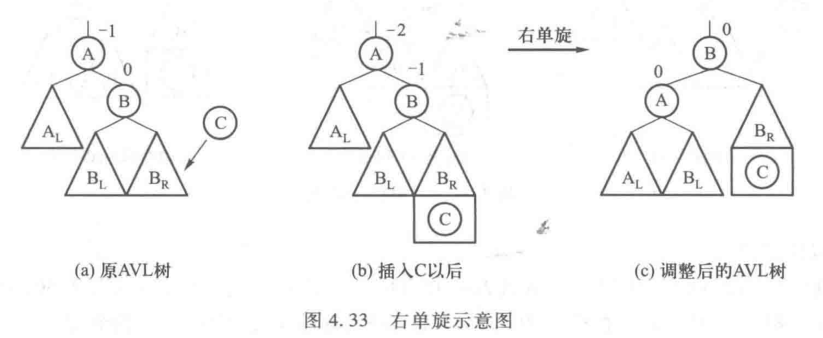 -1
A
0
B
C
A_L
B_L
B_R
-2
A
-1
B
A_L
B_L
B_R
C
右单旋
0
B
0
A
B_R
A_L
B_L
C
(a) 原AVL树
(b) 插入C以后
(c) 调整后的AVL树
图 4.33 右单旋示意图